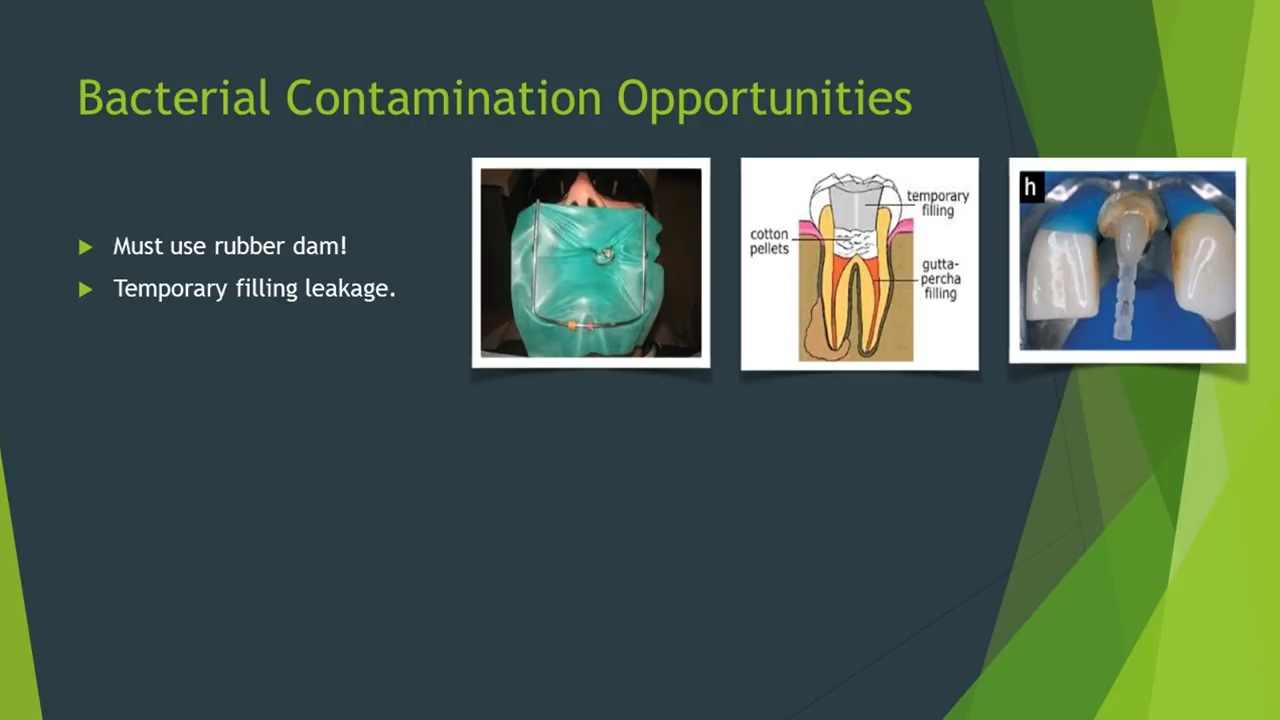 Bacterial Contamination Opportunities
Must use rubber dam!
Temporary filling leakage.
temporary
filling
cotton
pellets
gutta-
percha
filling
h